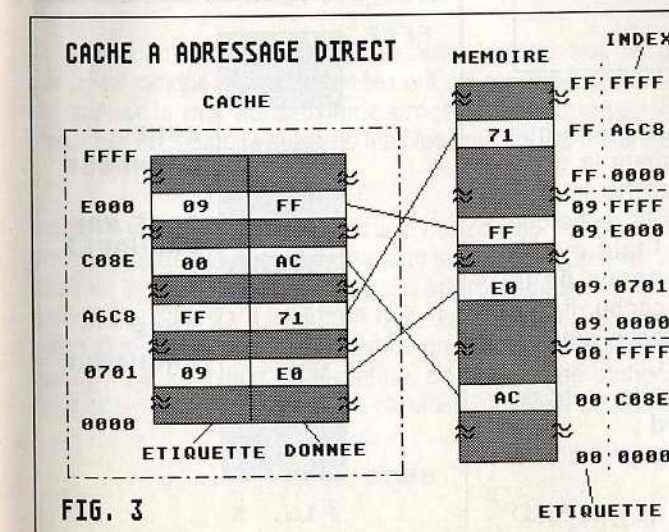 CACHE A ADRESSAGE DIRECT
CACHE
FFFF
E000 09 FF
C08E 00 AC
A6C8 FF 71
0701 09 E0
0000
ETIQUETTE DONNEE
FIG. 3
MEMOIRE
INDEX
FF FFFF
71 FF A6C8
FF 0000
09 FFFF
FF 09 E000
E0 09 0701
09 0000
00 FFFF
AC 00 C08E
00 0000
ETIQUETTE